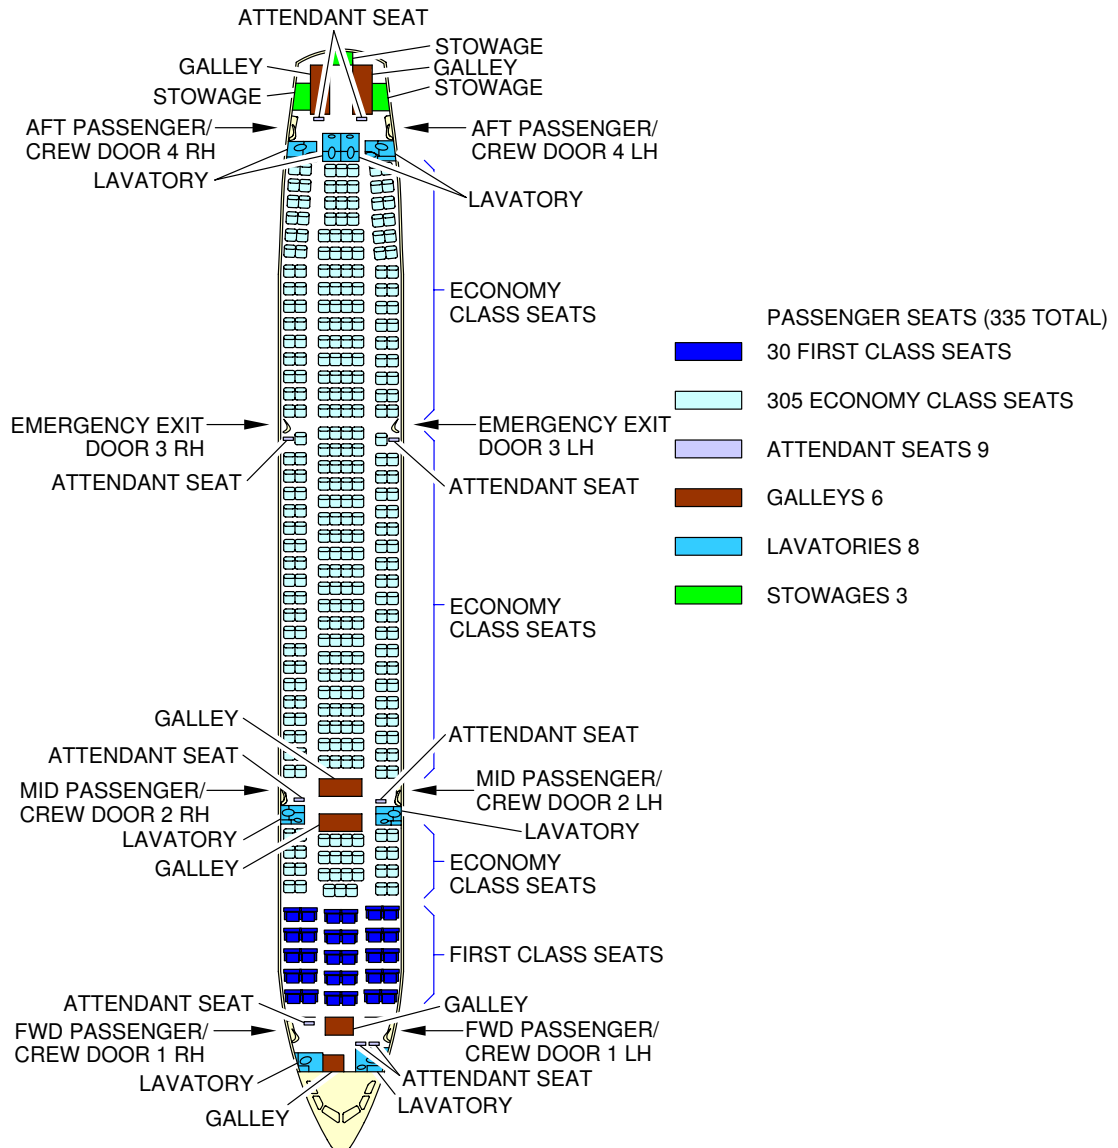 ATTENDANT SEAT
STOWAGE
GALLEY
GALLEY
STOWAGE
STOWAGE
AFT PASSENGER/
CREW DOOR 4 RH
AFT PASSENGER/
CREW DOOR 4 LH
LAVATORY
LAVATORY
ECONOMY
CLASS SEATS
PASSENGER SEATS (335 TOTAL)
30 FIRST CLASS SEATS
305 ECONOMY CLASS SEATS
ATTENDANT SEATS 9
GALLEYS 6
LAVATORIES 8
STOWAGES 3
EMERGENCY EXIT
DOOR 3 RH
EMERGENCY EXIT
DOOR 3 LH
ATTENDANT SEAT
ATTENDANT SEAT
ECONOMY
CLASS SEATS
GALLEY
ATTENDANT SEAT
ATTENDANT SEAT
MID PASSENGER/
CREW DOOR 2 RH
MID PASSENGER/
CREW DOOR 2 LH
LAVATORY
LAVATORY
GALLEY
ECONOMY
CLASS SEATS
FIRST CLASS SEATS
ATTENDANT SEAT
GALLEY
FWD PASSENGER/
CREW DOOR 1 RH
FWD PASSENGER/
CREW DOOR 1 LH
LAVATORY
ATTENDANT SEAT
GALLEY
LAVATORY